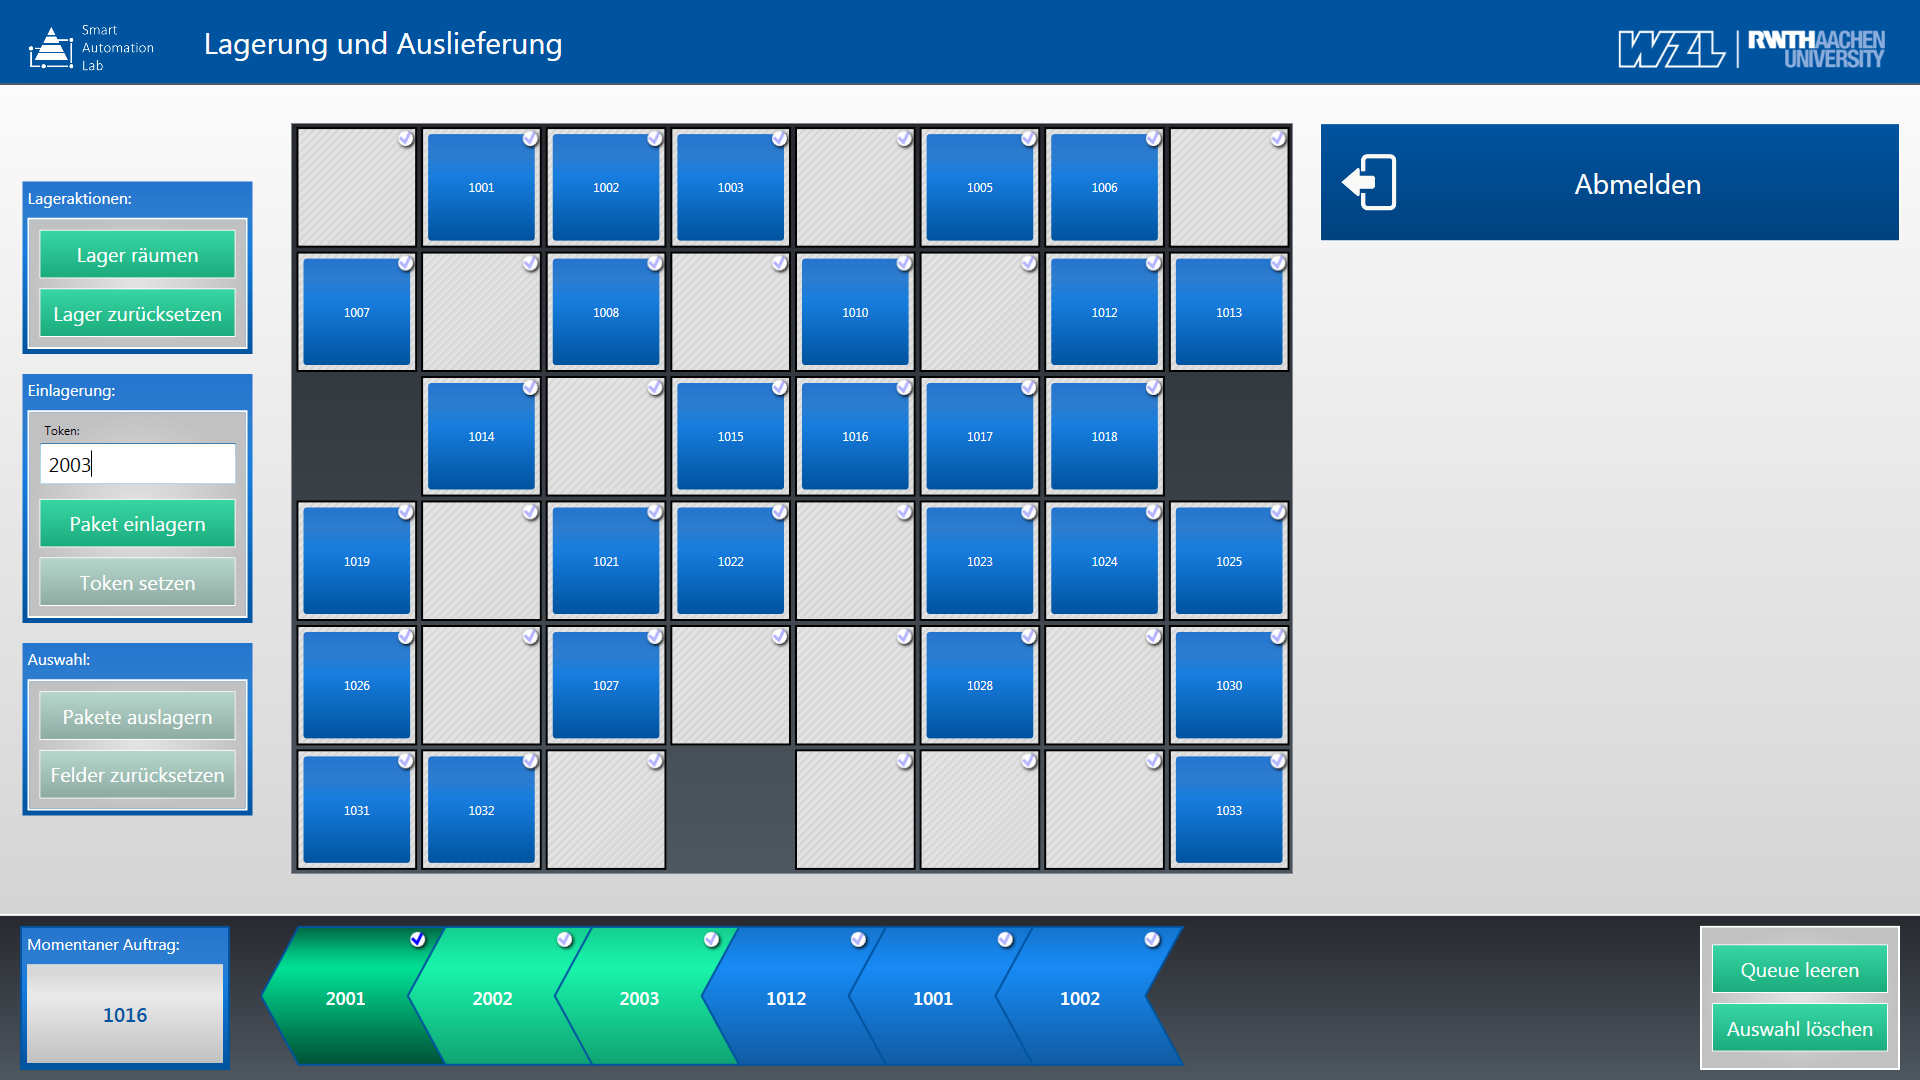 Smart
Automation
Lab
Lagerung und Auslieferung
WZL
RWTHAACHEN
UNIVERSITY
Abmelden
Lageraktionen:
Lager räumen
Lager zurücksetzen
Einlagerung:
Token:
2003
Paket einlagern
Token setzen
Auswahl:
Pakete auslagern
Felder zurücksetzen
1001 1002 1003 1005 1006
1007 1008 1010 1012 1013
1014 1015 1016 1017 1018
1019 1021 1022 1023 1024 1025
1026 1027 1028 1030
1031 1032 1033
Momentaner Auftrag:
1016
2001 2002 2003 1012 1001 1002
Queue leeren
Auswahl löschen